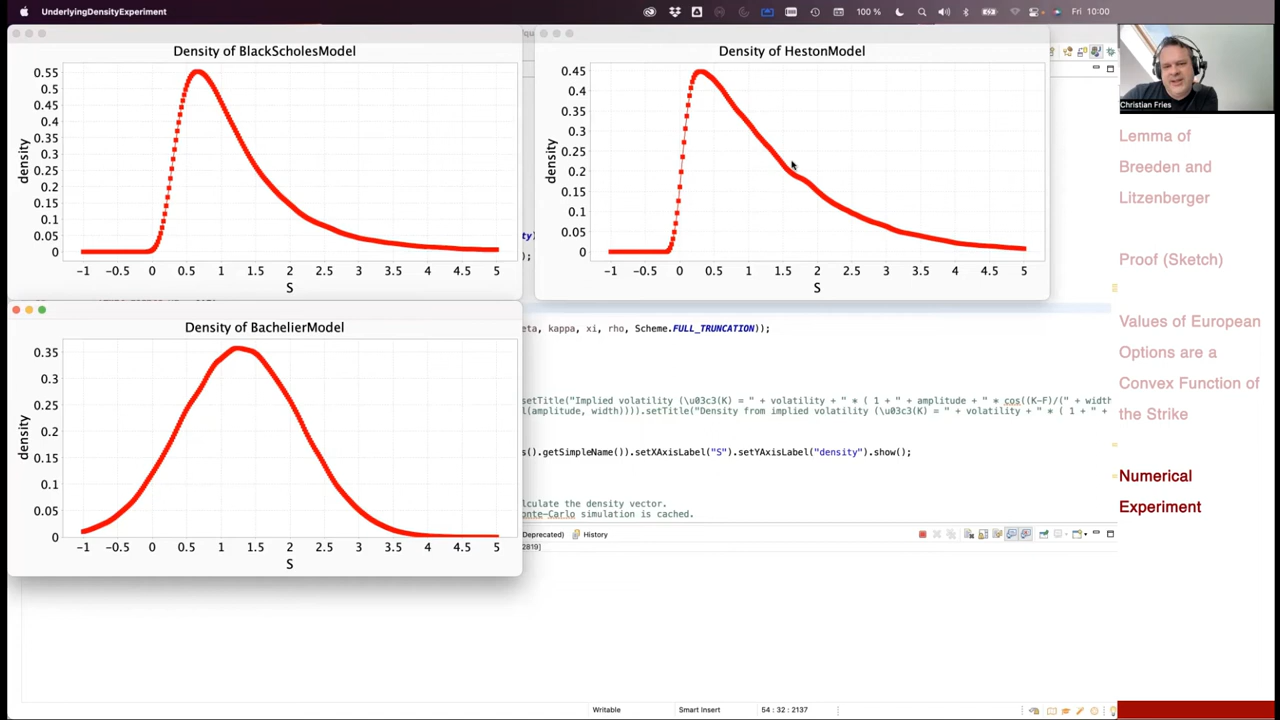 UnderlyingDensityExperiment
100 %
Fri 10:00
Density of BlackScholesModel
0.55
0.5
0.45
0.4
0.35
0.3
0.25
0.2
0.15
0.1
0.05
0
density
-1 -0.5 0 0.5 1 1.5 2 2.5 3 3.5 4 4.5 5
S
Density of HestonModel
0.45
0.4
0.35
0.3
0.25
0.2
0.15
0.1
0.05
0
density
-1 -0.5 0 0.5 1 1.5 2 2.5 3 3.5 4 4.5 5
S
Christian Fries
Lemma of
Breeden and
Litzenberger
Proof (Sketch)
Values of European
Options are a
Convex Function of
the Strike
Numerical
Experiment
ity)
);
Density of BachelierModel
0.35
0.3
0.25
0.2
0.15
0.1
0.05
0
density
-1 -0.5 0 0.5 1 1.5 2 2.5 3 3.5 4 4.5 5
S
eta, kappa, xi, rho, Scheme.FULL_TRUNCATION));
setTitle("Implied volatility (\u03c3(K) = " + volatility + " * ( 1 +" + amplitude + " * cos((K-F)/(" + width
l(amplitude, width)))).setTitle("Density from implied volatility (\u03c3(K) = " + volatility + " * ( 1 + " +
s().getSimpleName()).setXAxisLabel("S").setYAxisLabel("density").show();
lculate the density vector.
onte-Carlo simulation is cached.
Deprecated) History
2819]
Writable Smart Insert 54 : 32 : 2137